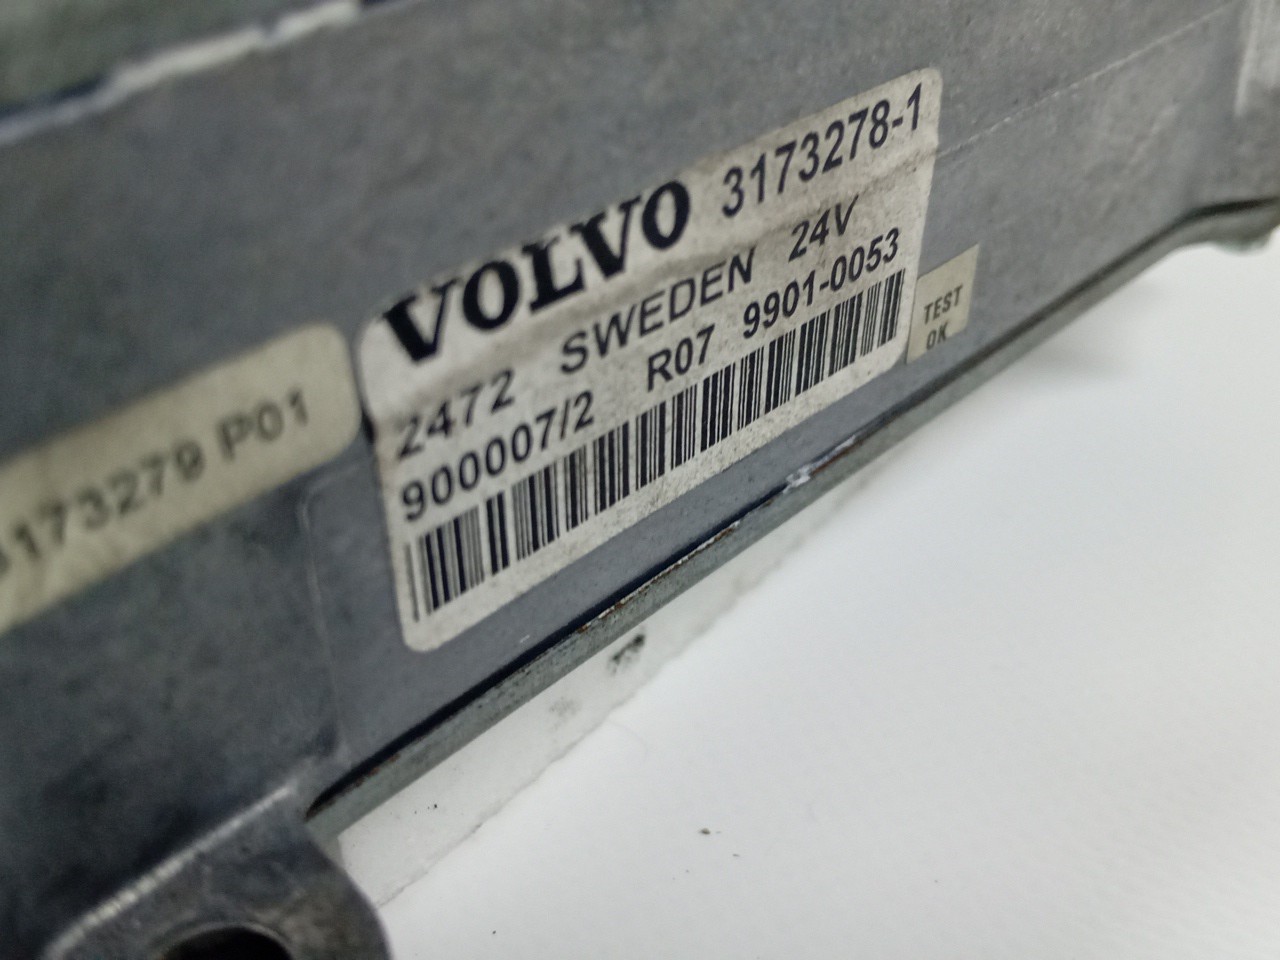 VOLVO 3173278-1
2472 SWEDEN 24V
900007/2 R07 9901-0053
TEST
OK
3173279 P01